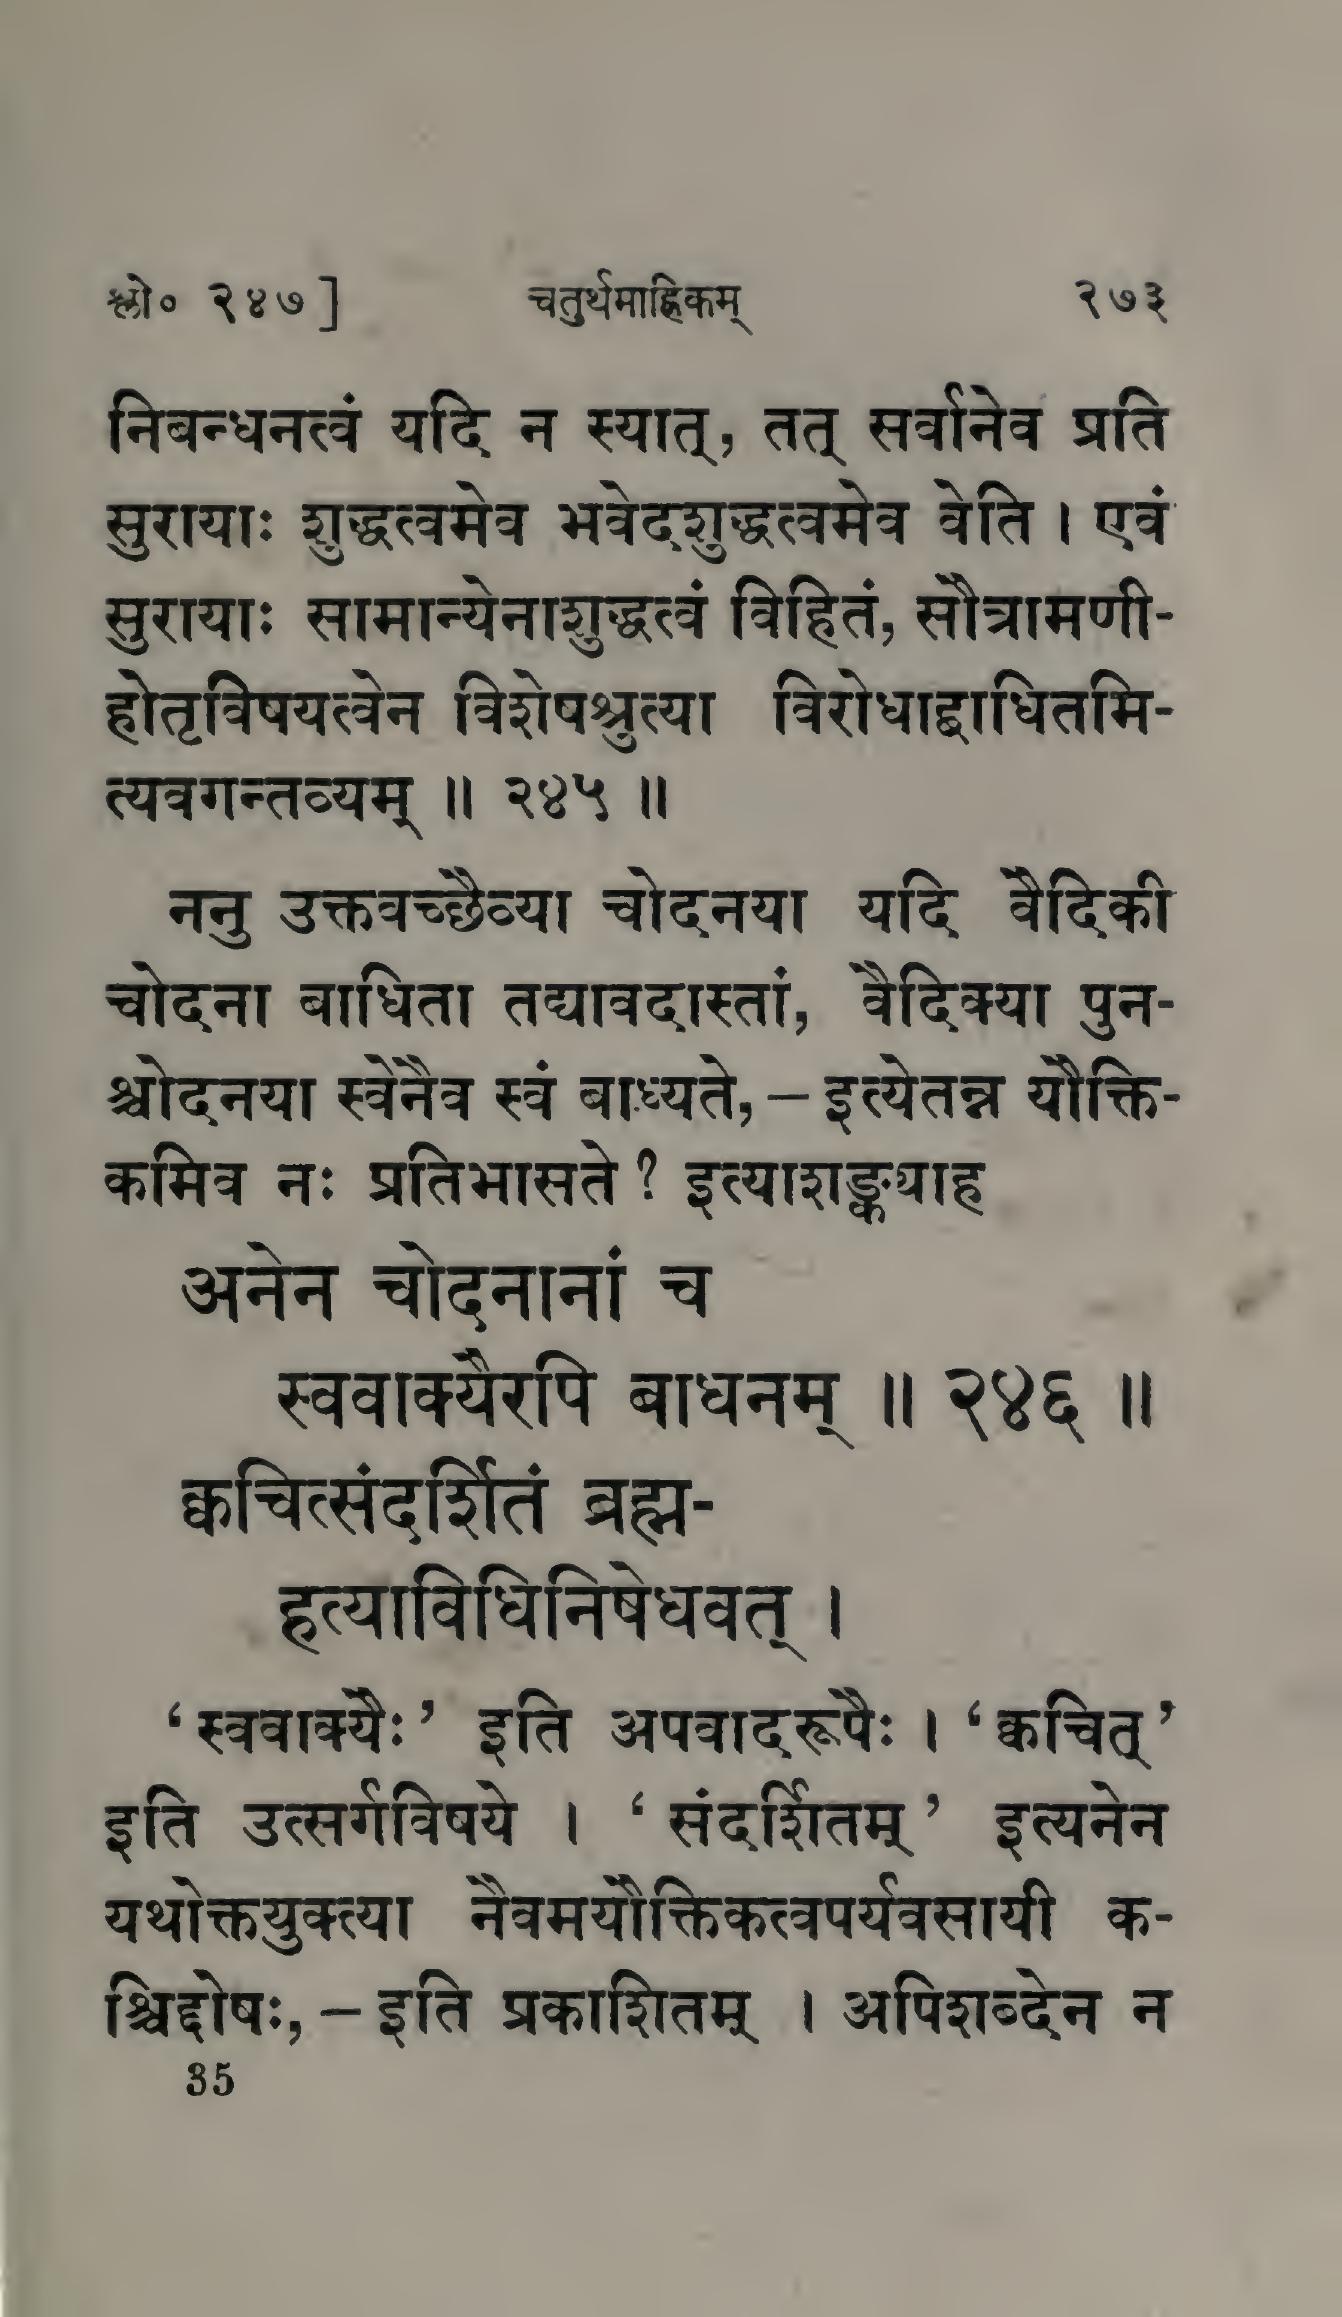 श्लो० २४७]    चतुर्थमाह्निकम्    २७३
निबन्धनत्वं यदि न स्यात्, तत् सर्वानेव प्रति
सुरायाः शुद्धत्वमेव भवेदशुद्धत्वमेव वेति । एवं
सुरायाः सामान्येनाशुद्धत्वं विहितं, सौत्रामणी-
होतृविषयत्वेन विशेषश्रुत्या विरोधाद्बाधितमि-
त्यवगन्तव्यम् ॥ २४५ ॥
ननु उक्तवच्छैव्या चोदनया यदि वैदिकी
चोदना बाधिता तद्यावदास्तां, वैदिक्या पुन-
श्चोदनया स्वेनैव स्वं बाध्यते,–इत्येतन्न यौक्ति-
कमिव नः प्रतिभासते? इत्याशङ्क्याह
अनेन चोदनानां च
स्ववाक्यैरपि बाधनम् ॥ २४६ ॥
क्वचित्संदर्शितं ब्रह्म-
हत्याविधिनिषेधवत् ।
‘स्ववाक्यैः’ इति अपवादरूपैः । ‘क्वचित्’
इति उत्सर्गविषये । ‘संदर्शितम्’ इत्यनेन
यथोक्तयुक्त्या नैवमयौक्तिकत्वपर्यवसायी क-
श्चिद्दोषः,–इति प्रकाशितम् । अपिशब्देन न
35